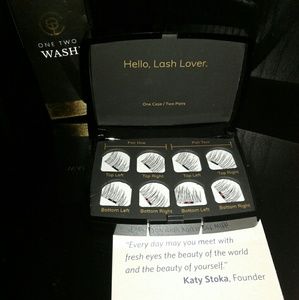 ONE TWO
WASH
Hello, Lash Lover.
One Case / Two Pairs
Pair One Pair Two
Top Left Top Right Top Left Top Right
Bottom Left Bottom Right Bottom Left Bottom Right
"Every day may you meet with
fresh eyes the beauty of the world
and the beauty of yourself."
Katy Stoka, Founder